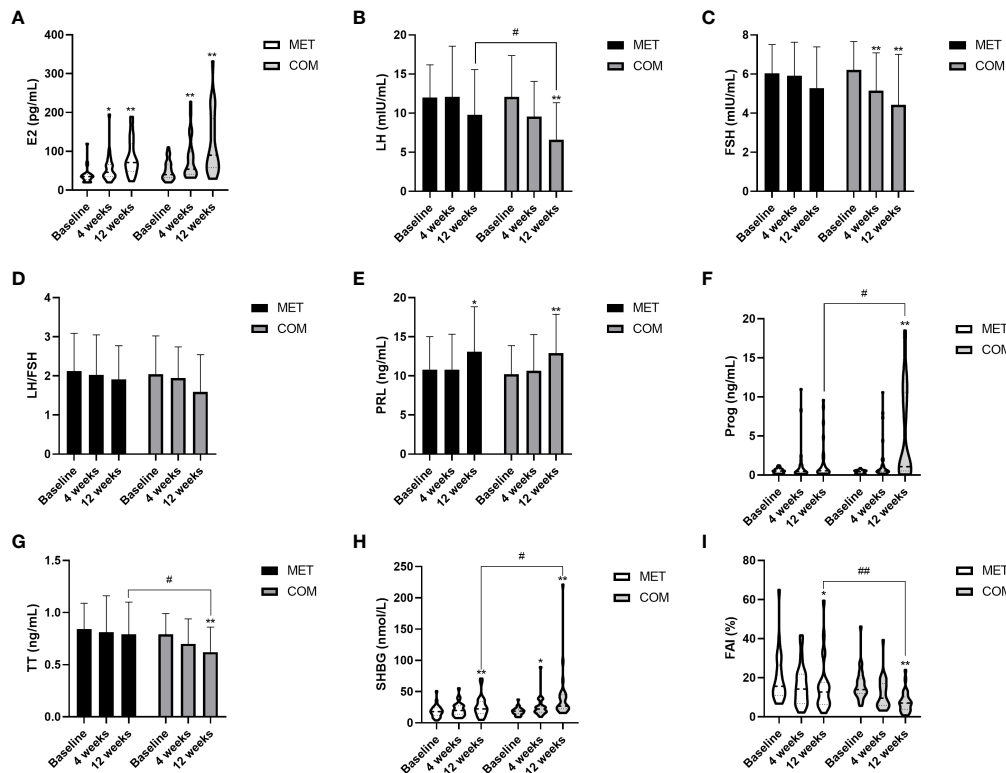 A
E2
(pg/mL)
400
300
200
100
0
*
**
**
**
MET
COM
Baseline
4 weeks
12 weeks
Baseline
4 weeks
12 weeks
B
LH (mIU/mL)
20
15
10
5
0
#
**
MET
COM
Baseline
4 weeks
12 weeks
Baseline
4 weeks
12 weeks
C
FSH (mIU/mL)
8
6
4
2
0
**
**
MET
COM
Baseline
4 weeks
12 weeks
Baseline
4 weeks
12 weeks
D
LH/FSH
4
3
2
1
0
MET
COM
Baseline
4 weeks
12 weeks
Baseline
4 weeks
12 weeks
E
PRL (ng/mL)
20
15
10
5
0
*
**
MET
COM
Baseline
4 weeks
12 weeks
Baseline
4 weeks
12 weeks
F
Prog (ng/mL)
20
15
10
5
0
#
**
MET
COM
Baseline
4 weeks
12 weeks
Baseline
4 weeks
12 weeks
G
TT (ng/mL)
1.5
1.0
0.5
0.0
#
**
MET
COM
Baseline
4 weeks
12 weeks
Baseline
4 weeks
12 weeks
H
SHBG (nmol/L)
250
200
150
100
50
0
#
**
*
**
MET
COM
Baseline
4 weeks
12 weeks
Baseline
4 weeks
12 weeks
I
FAI (%)
80
60
40
20
0
##
*
**
MET
COM
Baseline
4 weeks
12 weeks
Baseline
4 weeks
12 weeks